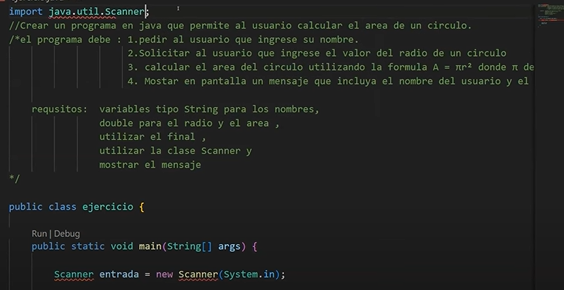 import java.util.Scanner;
//Crear un programa en java que permite al usuario calcular el area de un circulo.
/*el programa debe : 1.pedir al usuario que ingrese su nombre.
2.Solicitar al usuario que ingrese el valor del radio de un circulo
3. calcular el area del circulo utilizando la formula A = πr² donde π de
4. Mostar en pantalla un mensaje que incluya el nombre del usuario y el
requsitos: variables tipo String para los nombres,
double para el radio y el area ,
utilizar el final ,
utilizar la clase Scanner y
mostrar el mensaje
*/
public class ejercicio {
Run | Debug
public static void main(String[] args) {
Scanner entrada = new Scanner(System.in);